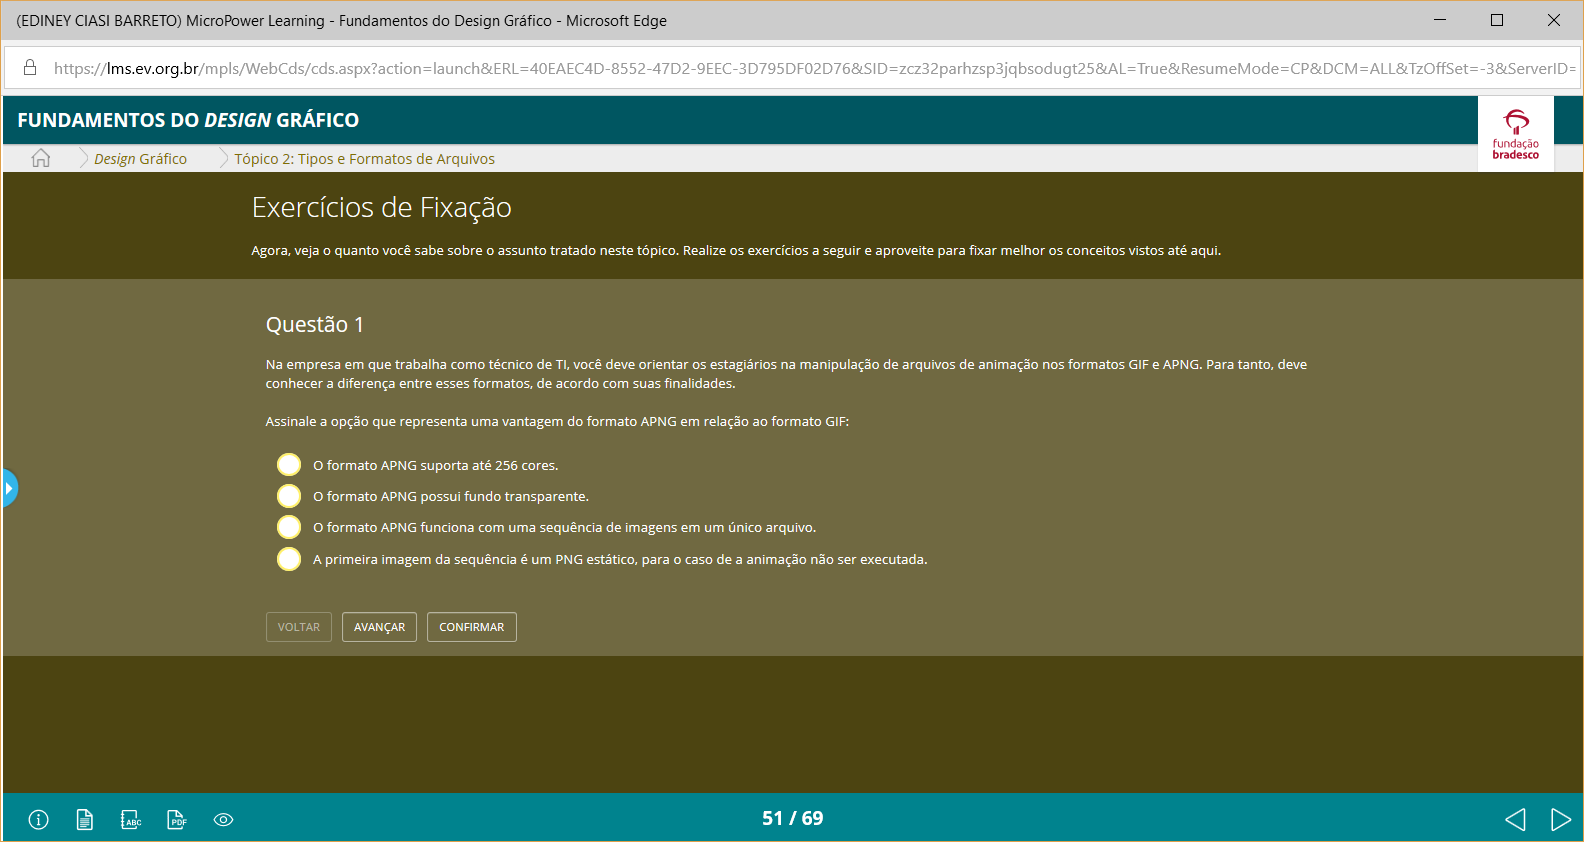 (EDINEY CIASI BARRETO) MicroPower Learning - Fundamentos do Design Gráfico - Microsoft Edge
https://lms.ev.org.br/mpls/WebCds/cds.aspx?action=launch&ERL=40EAEC4D-8552-47D2-9EEC-3D795DF02D76&SID=zcz32parhzsp3jqbsodugt25&AL=True&ResumeMode=CP&DCM=ALL&TzOffSet=-3&ServerID=
FUNDAMENTOS DO DESIGN GRÁFICO
fundação
bradesco
Design Gráfico
Tópico 2: Tipos e Formatos de Arquivos
Exercícios de Fixação
Agora, veja o quanto você sabe sobre o assunto tratado neste tópico. Realize os exercícios a seguir e aproveite para fixar melhor os conceitos vistos até aqui.
Questão 1
Na empresa em que trabalha como técnico de TI, você deve orientar os estagiários na manipulação de arquivos de animação nos formatos GIF e APNG. Para tanto, deve
conhecer a diferença entre esses formatos, de acordo com suas finalidades.
Assinale a opção que representa uma vantagem do formato APNG em relação ao formato GIF:
O formato APNG suporta até 256 cores.
O formato APNG possui fundo transparente.
O formato APNG funciona com uma sequência de imagens em um único arquivo.
A primeira imagem da sequência é um PNG estático, para o caso de a animação não ser executada.
VOLTAR
AVANÇAR
CONFIRMAR
ABC
PDF
51 / 69